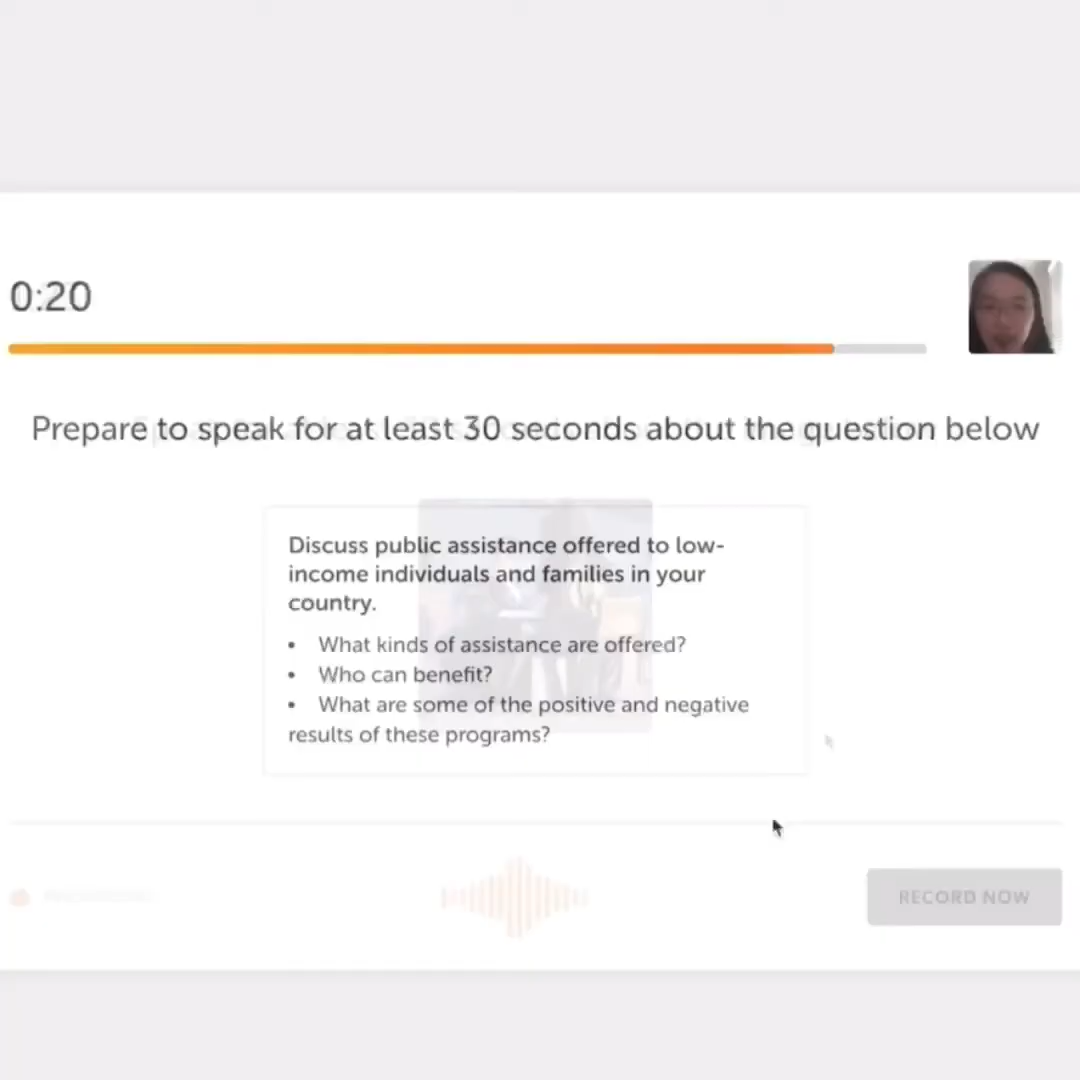 0:20
Prepare to speak for at least 30 seconds about the question below
Discuss public assistance offered to low-
income individuals and families in your
country.
• What kinds of assistance are offered?
• Who can benefit?
• What are some of the positive and negative
results of these programs?
RECORD NOW